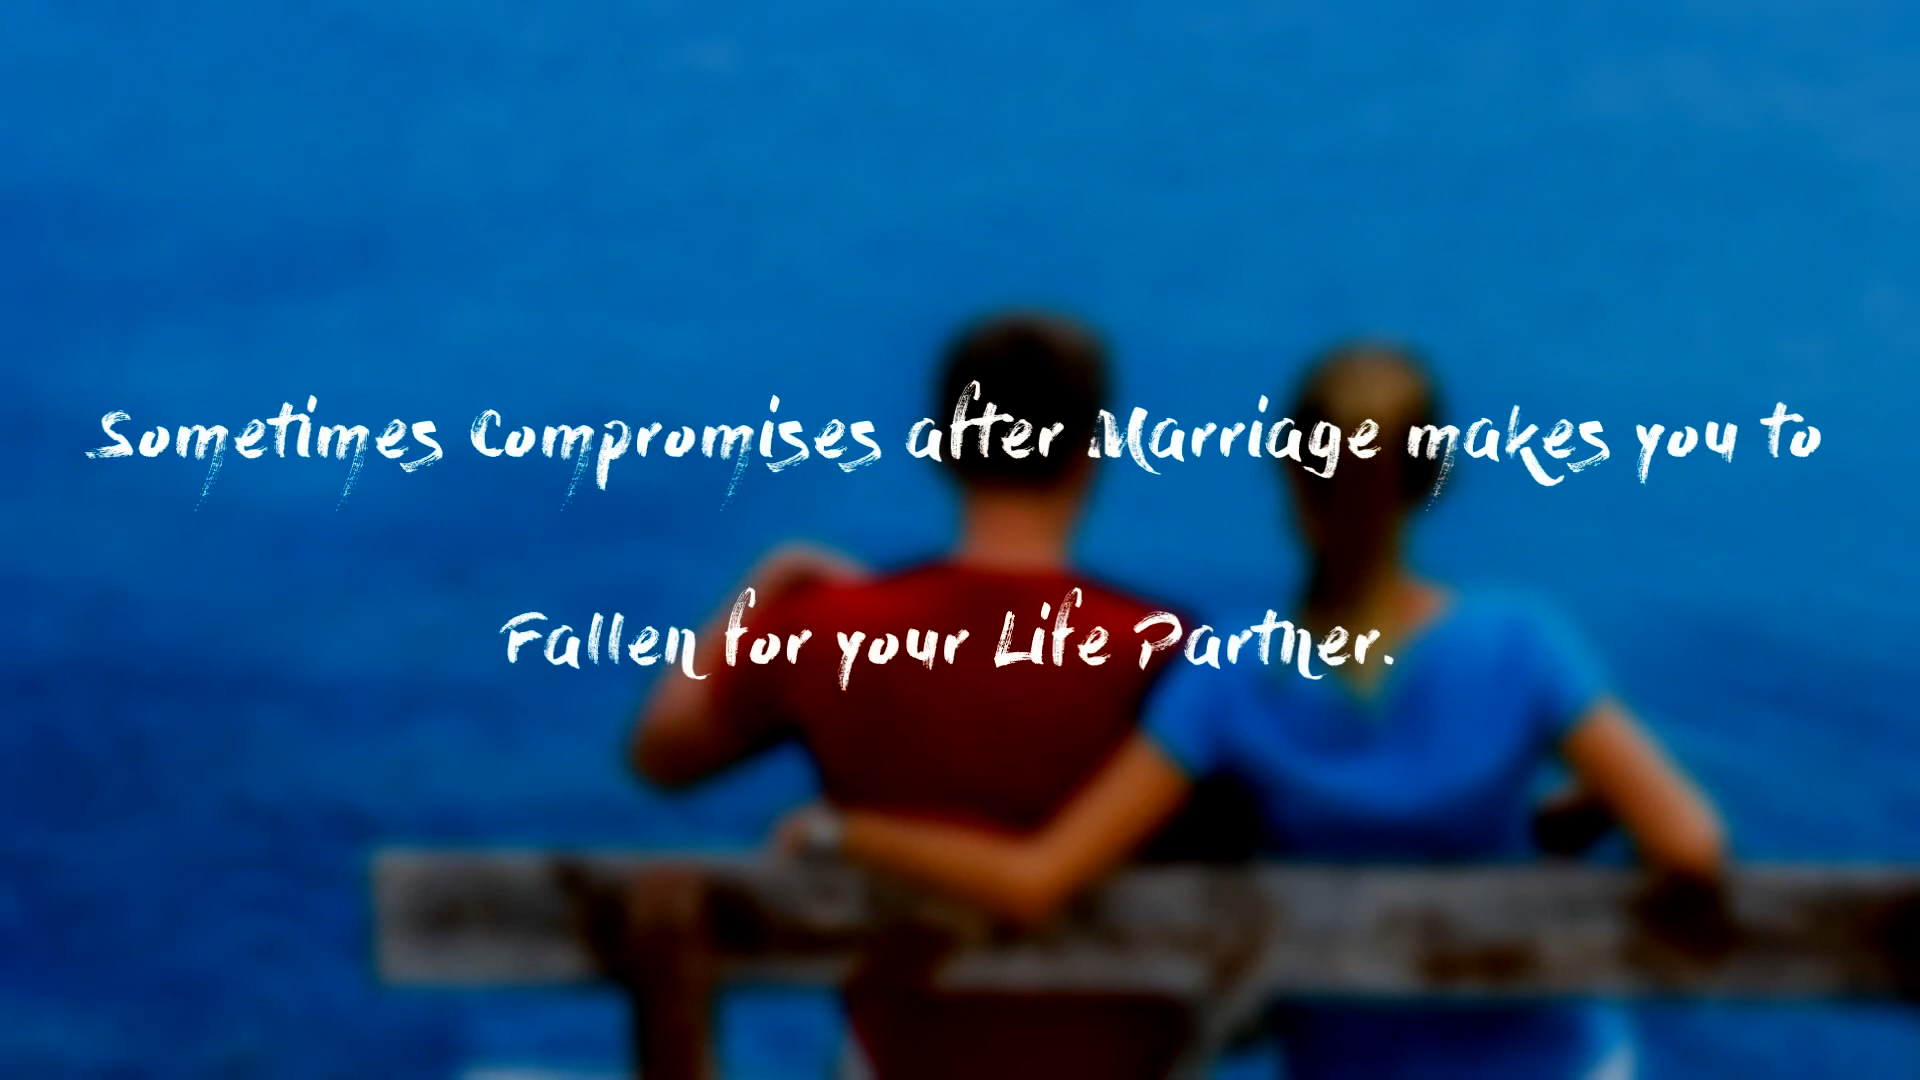 Sometimes Compromises after Marriage makes you to
Fallen for your Life Partner.